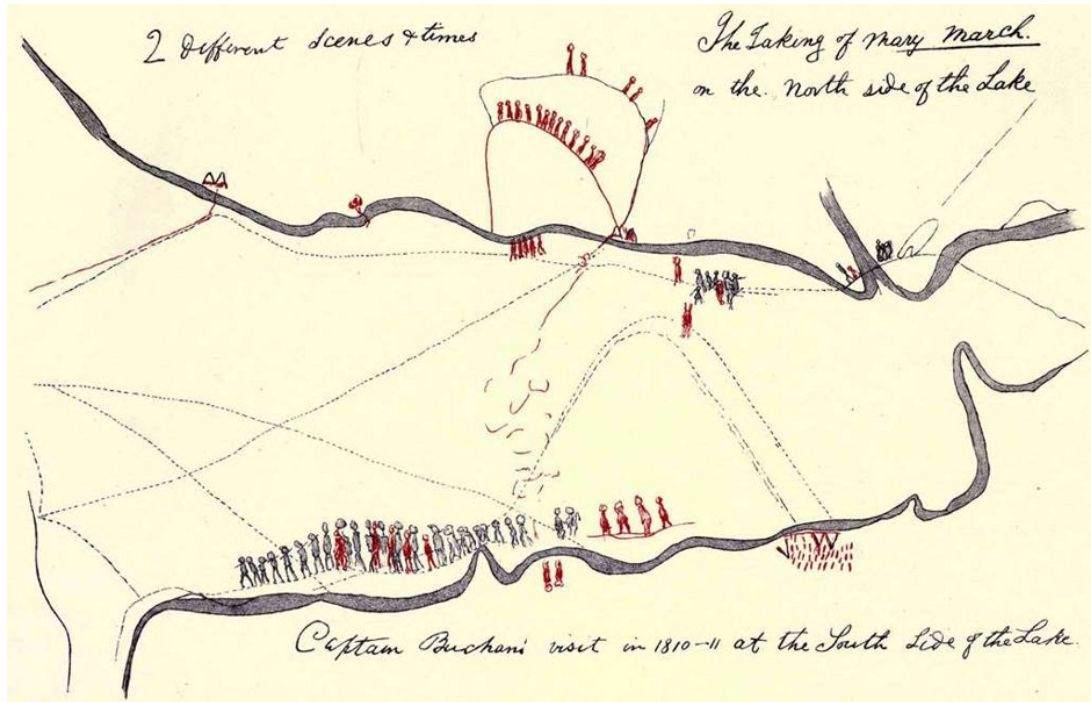 2 Different Scenes & times
The Taking of Mary March.
on the. North side of the Lake
Captain Buchans visit in 1810-11 at the South Side of the Lake.